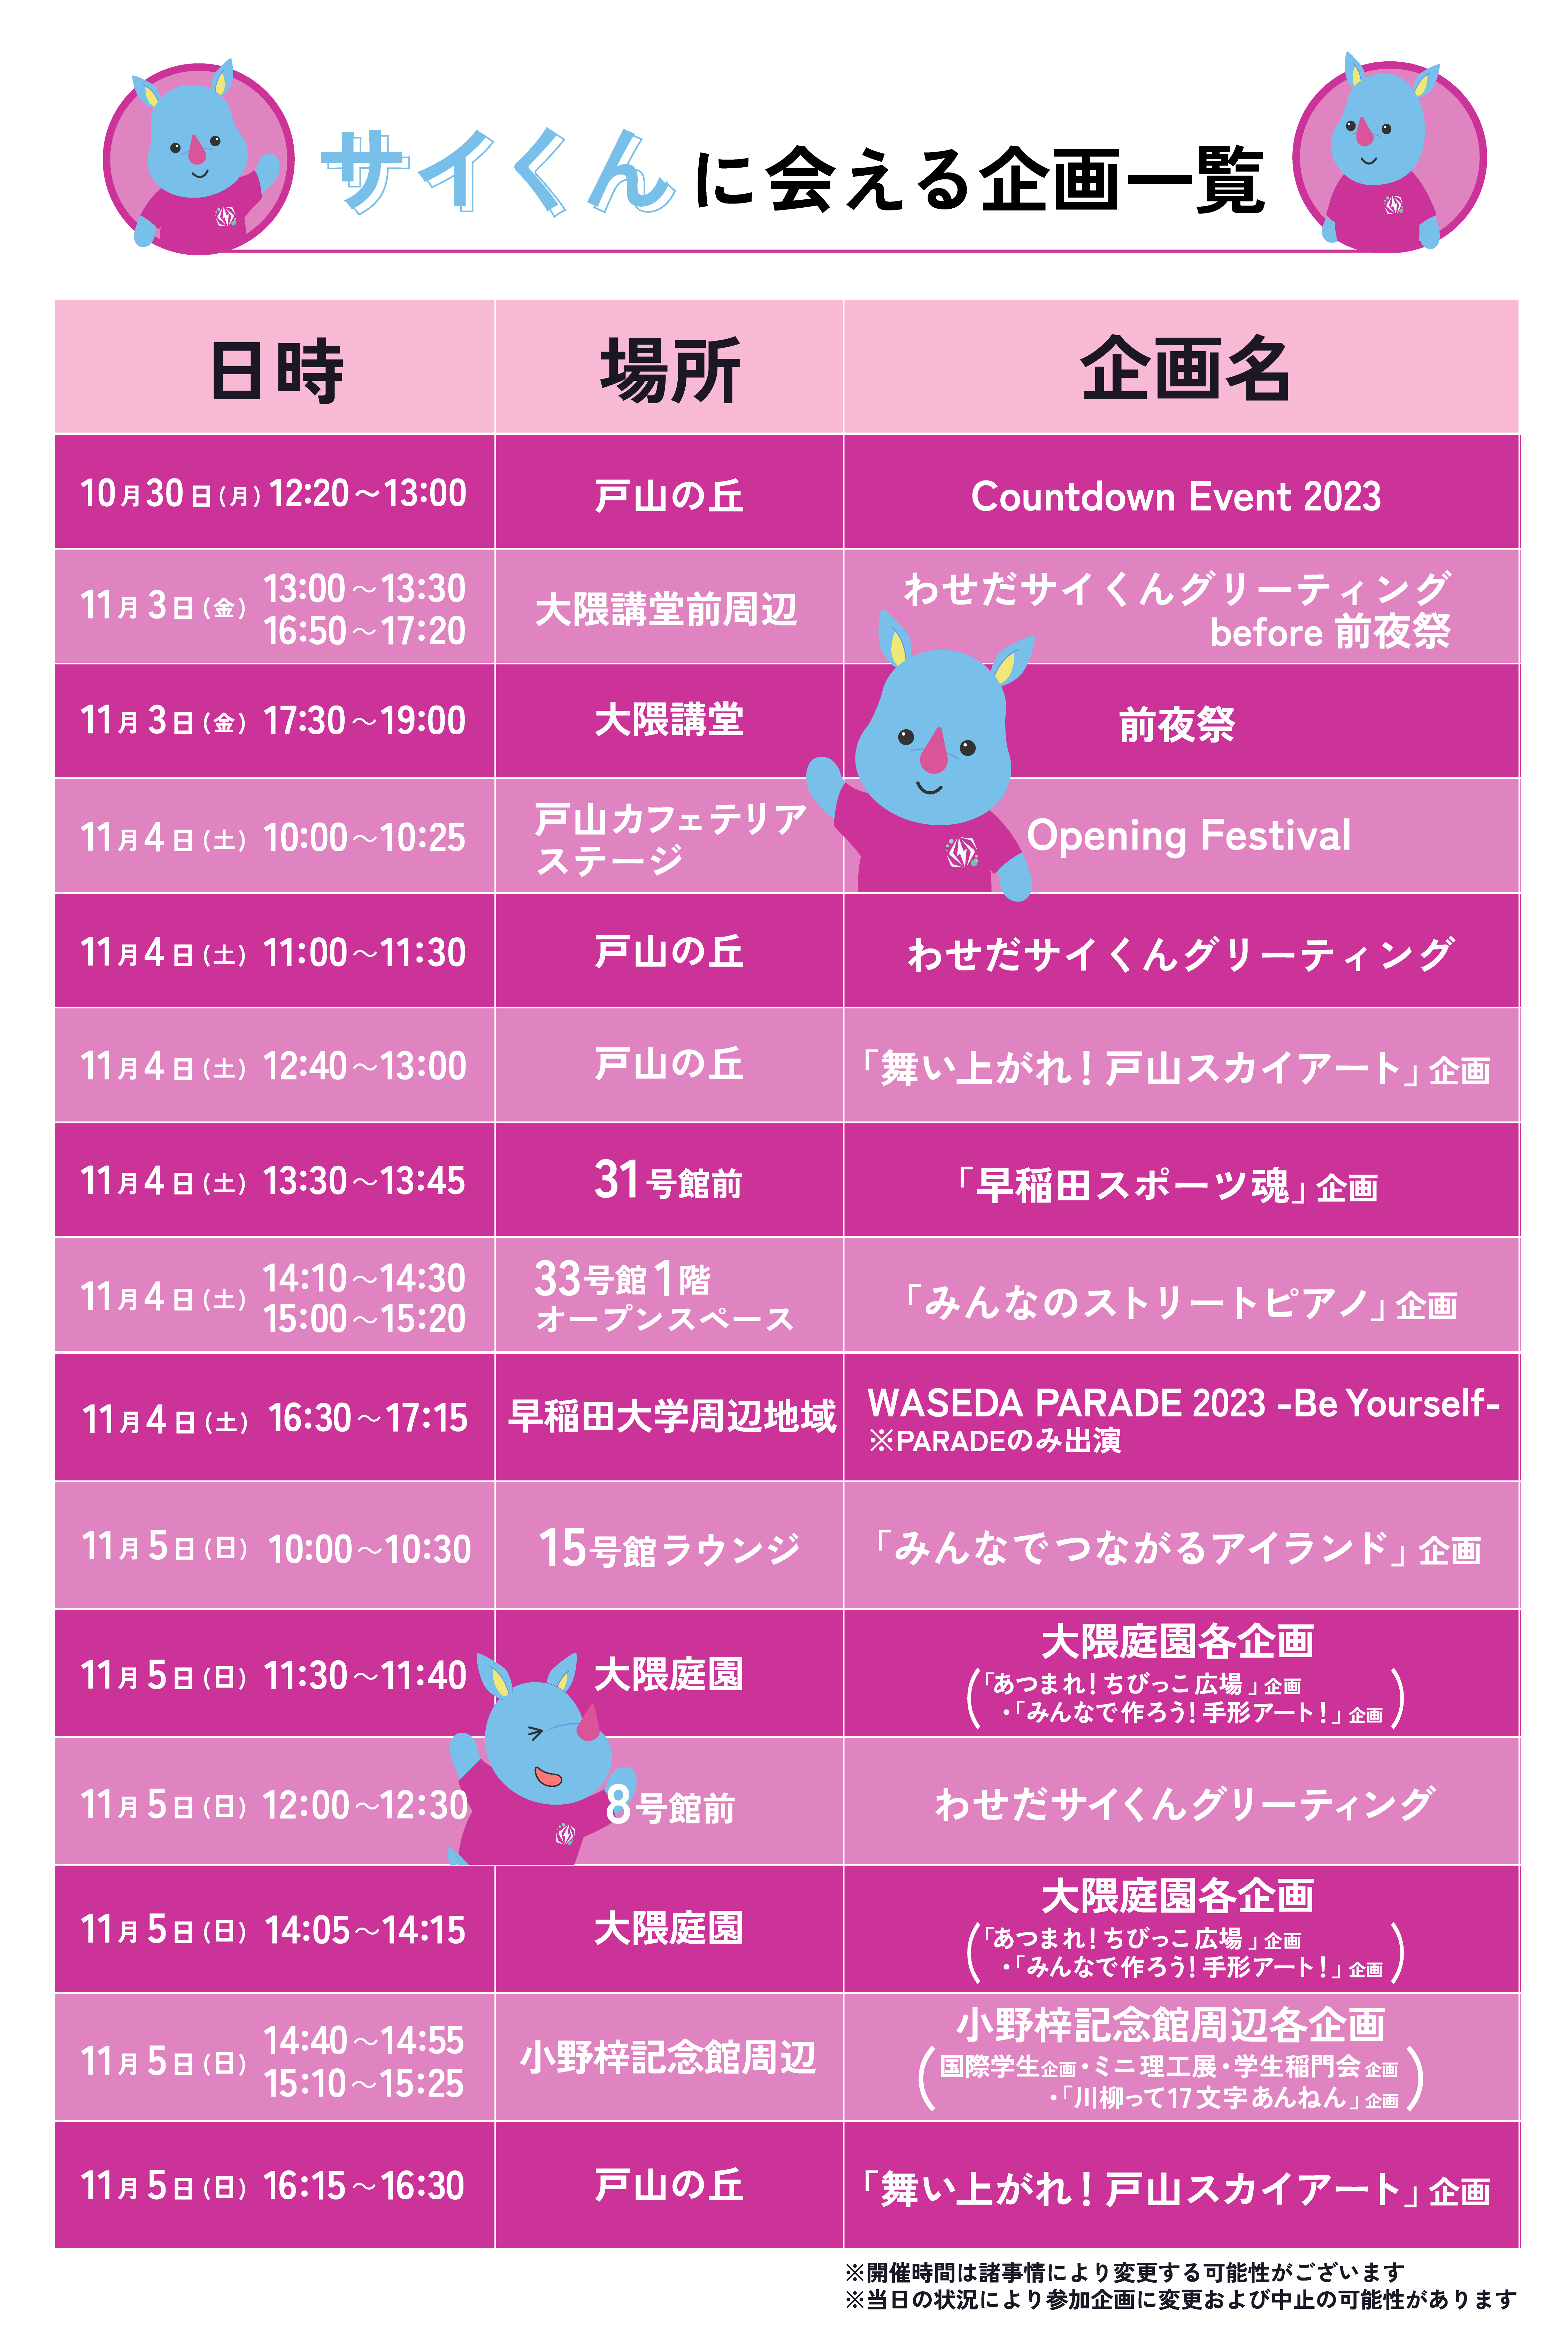 サイくんに会える企画一覧
日時 場所 企画名
10月30日(月) 12:20〜13:00 戸山の丘 Countdown Event 2023
11月3日(金) 13:00〜13:30 大隈講堂前周辺 わせだサイくんグリーティング
16:50〜17:20 before 前夜祭
11月3日(金) 17:30〜19:00 大隈講堂 前夜祭
11月4日(土) 10:00〜10:25 戸山カフェテリア Opening Festival
ステージ
11月4日(土) 11:00〜11:30 戸山の丘 わせだサイくんグリーティング
11月4日(土) 12:40〜13:00 戸山の丘 「舞い上がれ!戸山スカイアート」企画
11月4日(土) 13:30〜13:45 31号館前 「早稲田スポーツ魂」企画
11月4日(土) 14:10〜14:30 33号館1階 「みんなのストリートピアノ」企画
15:00〜15:20 オープンスペース
11月4日(土) 16:30〜17:15 早稲田大学周辺地域 WASEDA PARADE 2023 -Be Yourself-
※PARADEのみ出演
11月5日(日) 10:00〜10:30 15号館ラウンジ 「みんなでつながるアイランド」企画
11月5日(日) 11:30〜11:40 大隈庭園 大隈庭園各企画
(「あつまれ!ちびっこ広場」企画
・「みんなで作ろう!手形アート!」企画)
11月5日(日) 12:00〜12:30 8号館前 わせだサイくんグリーティング
11月5日(日) 14:05〜14:15 大隈庭園 大隈庭園各企画
(「あつまれ!ちびっこ広場」企画
・「みんなで作ろう!手形アート!」企画)
11月5日(日) 14:40〜14:55 小野梓記念館周辺 小野梓記念館周辺各企画
15:10〜15:25 (国際学生企画・ミニ理工展・学生稲門会企画
・「川柳って17文字あんねん」企画)
11月5日(日) 16:15〜16:30 戸山の丘 「舞い上がれ!戸山スカイアート」企画
※開催時間は諸事情により変更する可能性がございます
※当日の状況により参加企画に変更および中止の可能性があります